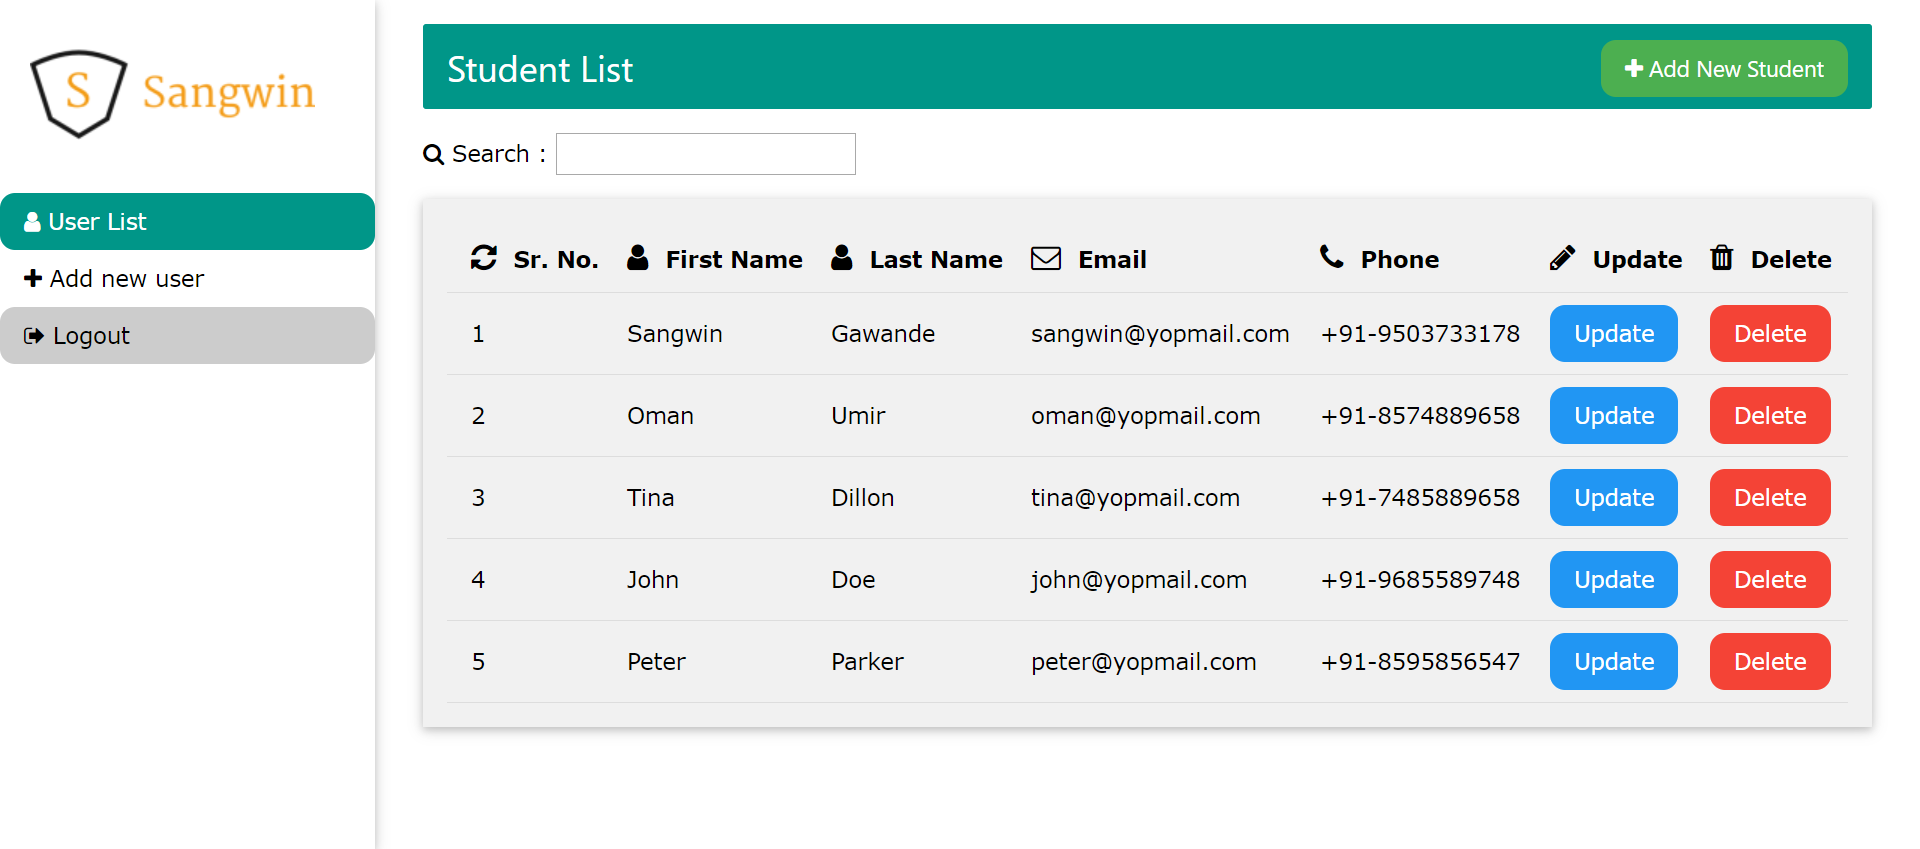 S Sangwin
User List
Add new user
Logout
Student List
Add New Student
Search :
Sr. No. First Name Last Name Email Phone Update Delete
1 Sangwin Gawande sangwin@yopmail.com +91-9503733178 Update Delete
2 Oman Umir oman@yopmail.com +91-8574889658 Update Delete
3 Tina Dillon tina@yopmail.com +91-7485889658 Update Delete
4 John Doe john@yopmail.com +91-9685589748 Update Delete
5 Peter Parker peter@yopmail.com +91-8595856547 Update Delete